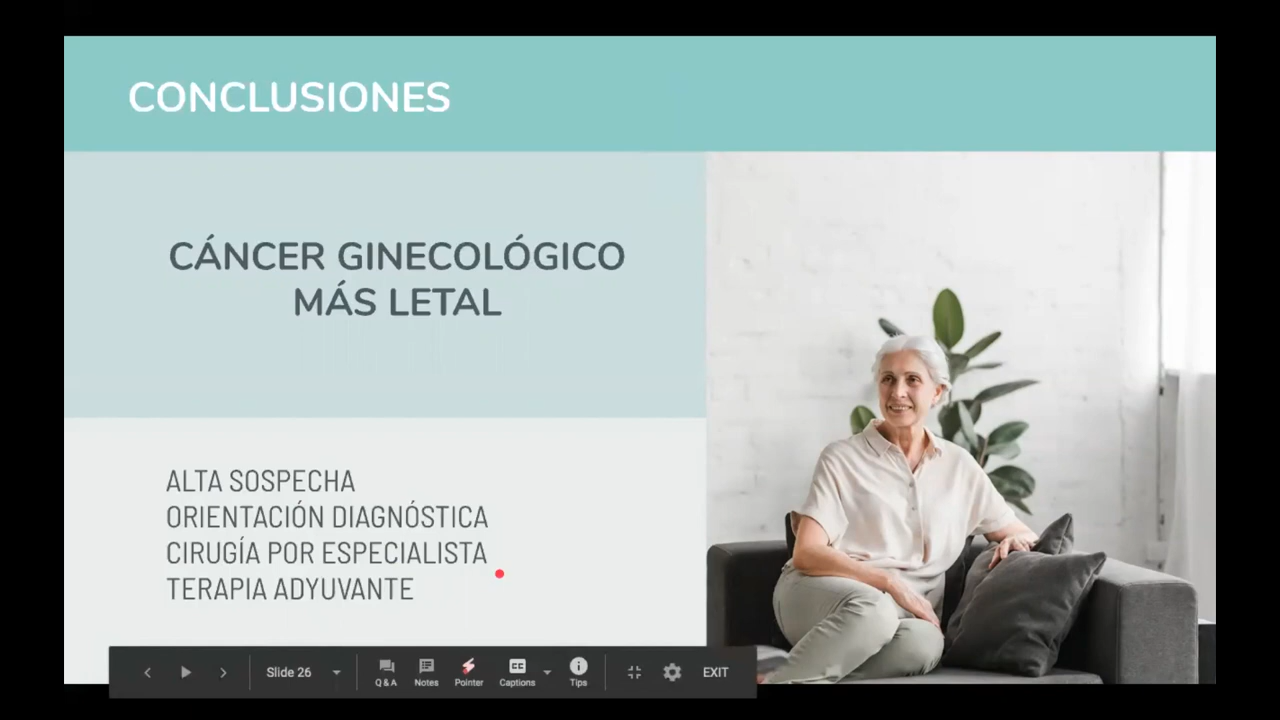 CONCLUSIONES
CÁNCER GINECOLÓGICO
MÁS LETAL
ALTA SOSPECHA
ORIENTACIÓN DIAGNÓSTICA
CIRUGÍA POR ESPECIALISTA
TERAPIA ADYUVANTE
Slide 26
Q & A
Notes
Pointer
CC
Captions
Tips
EXIT